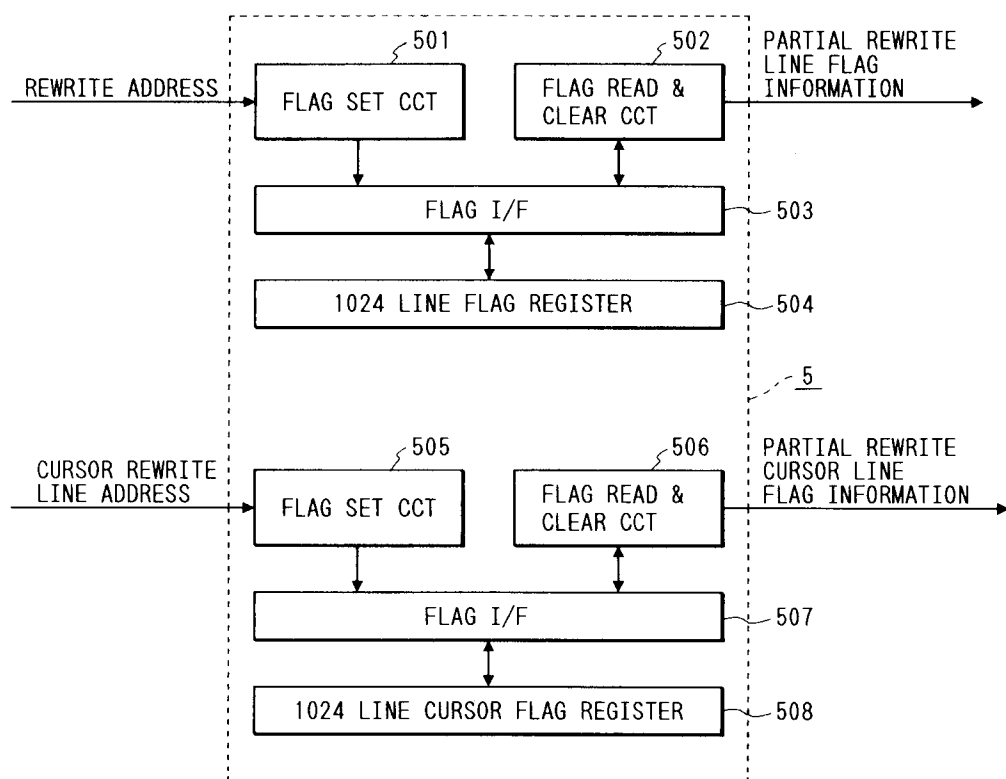 501
502
PARTIAL REWRITE
LINE FLAG
INFORMATION
REWRITE ADDRESS
FLAG SET CCT
FLAG READ &
CLEAR CCT
FLAG I/F
503
1024 LINE FLAG REGISTER
504
5
505
506
PARTIAL REWRITE
CURSOR LINE
FLAG INFORMATION
CURSOR REWRITE
LINE ADDRESS
FLAG SET CCT
FLAG READ &
CLEAR CCT
FLAG I/F
507
1024 LINE CURSOR FLAG REGISTER
508